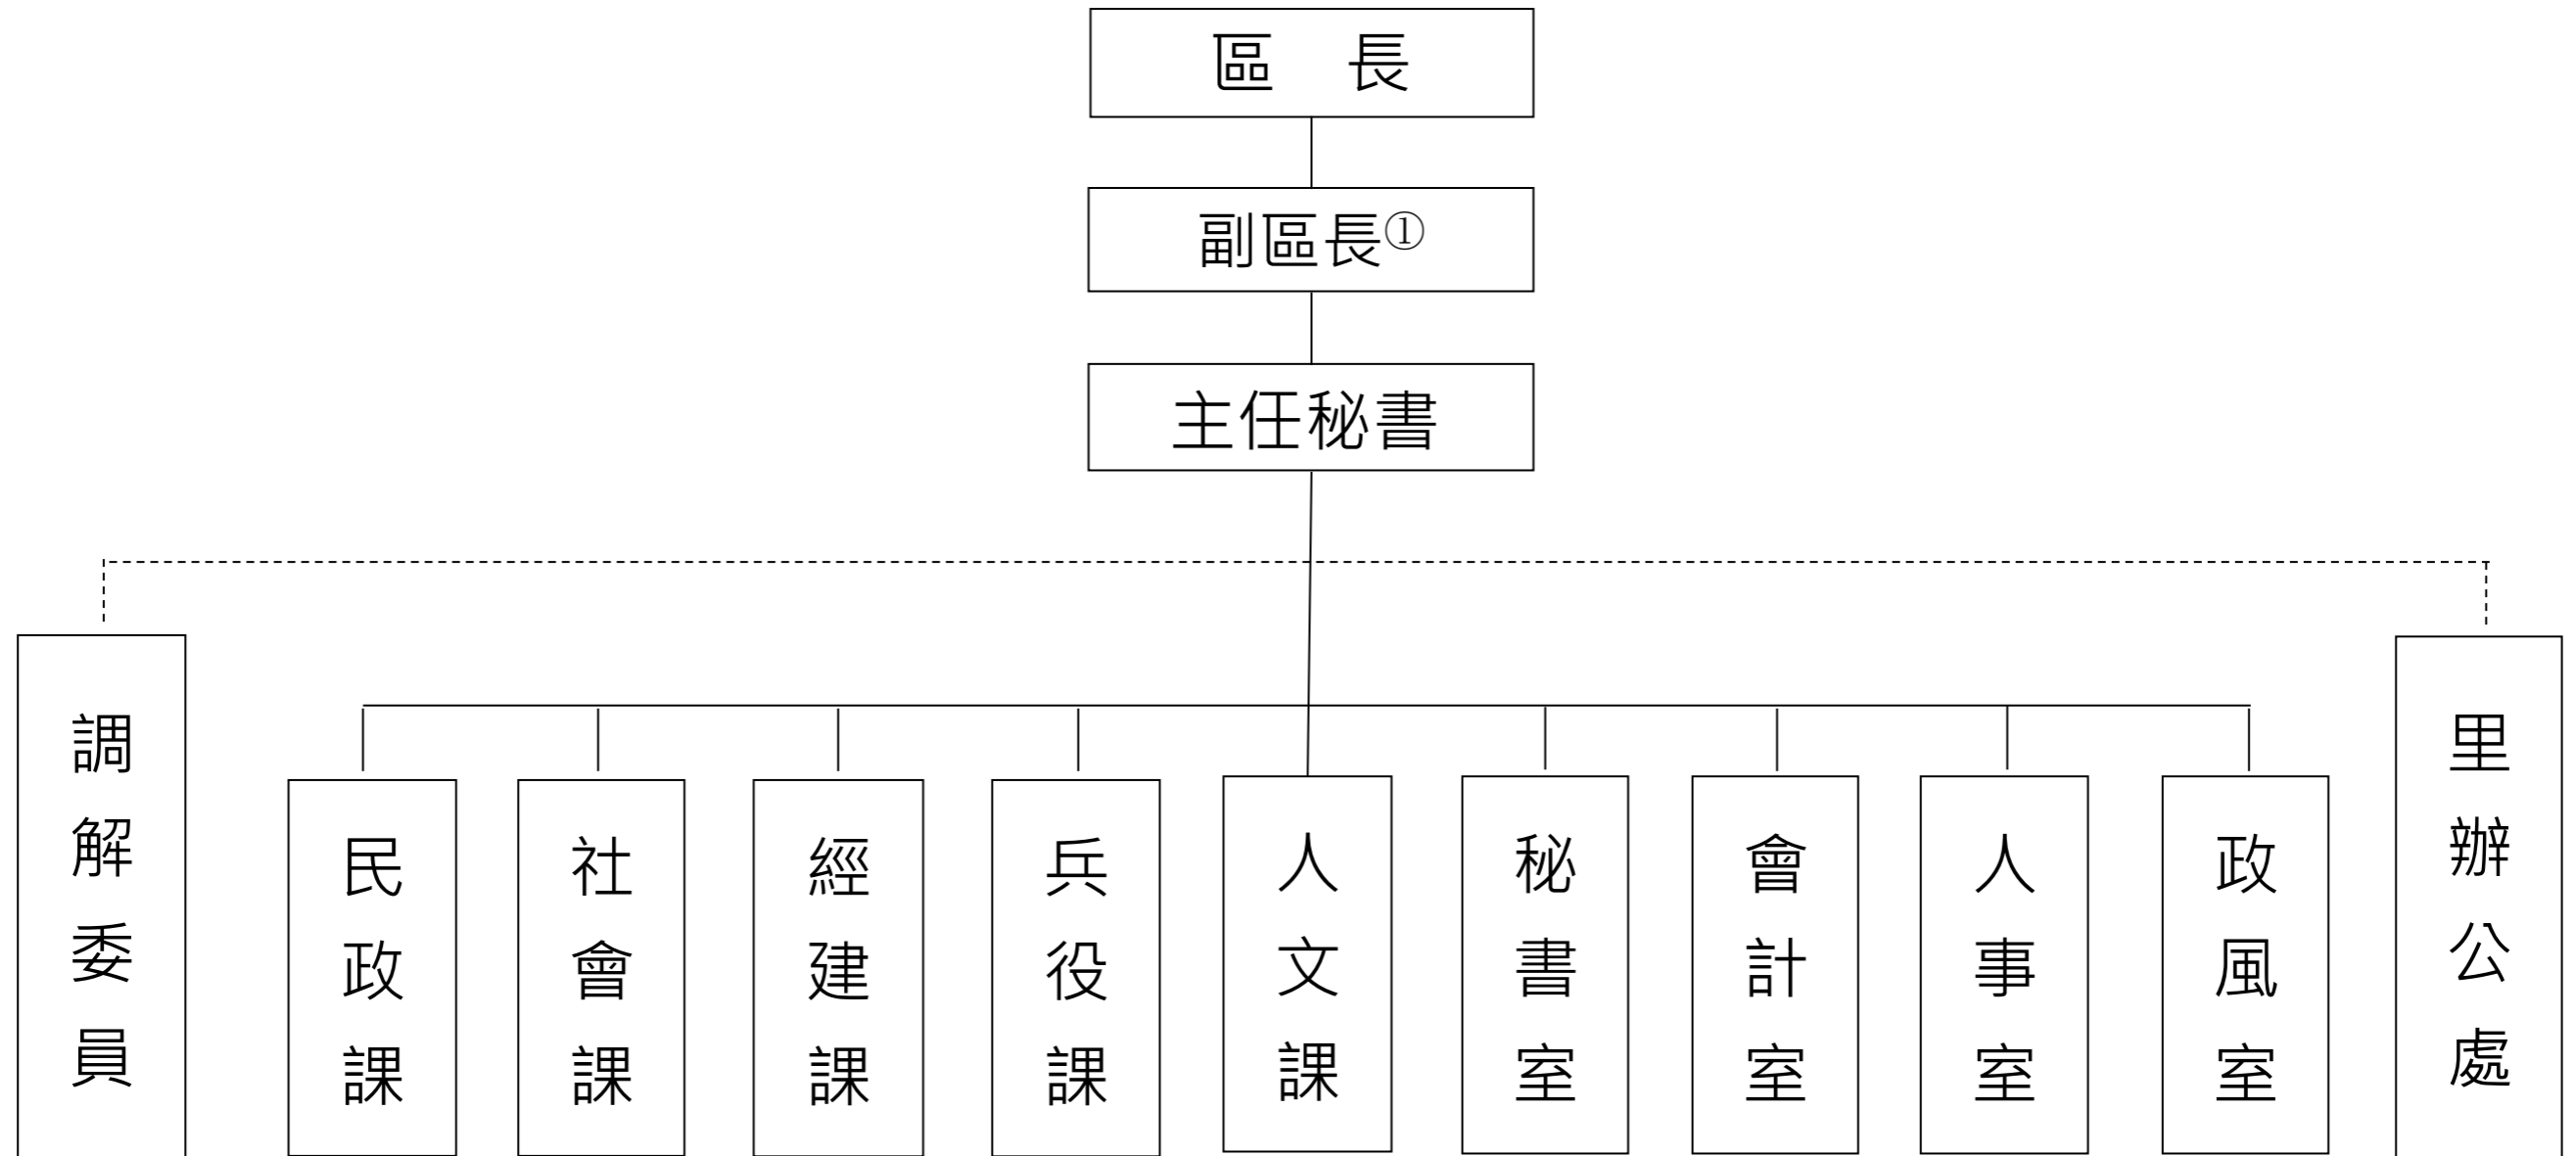 區　長
副區長①
主任秘書
調解委員
民政課
社會課
經建課
兵役課
人文課
秘書室
會計室
人事室
政風室
里辦公處